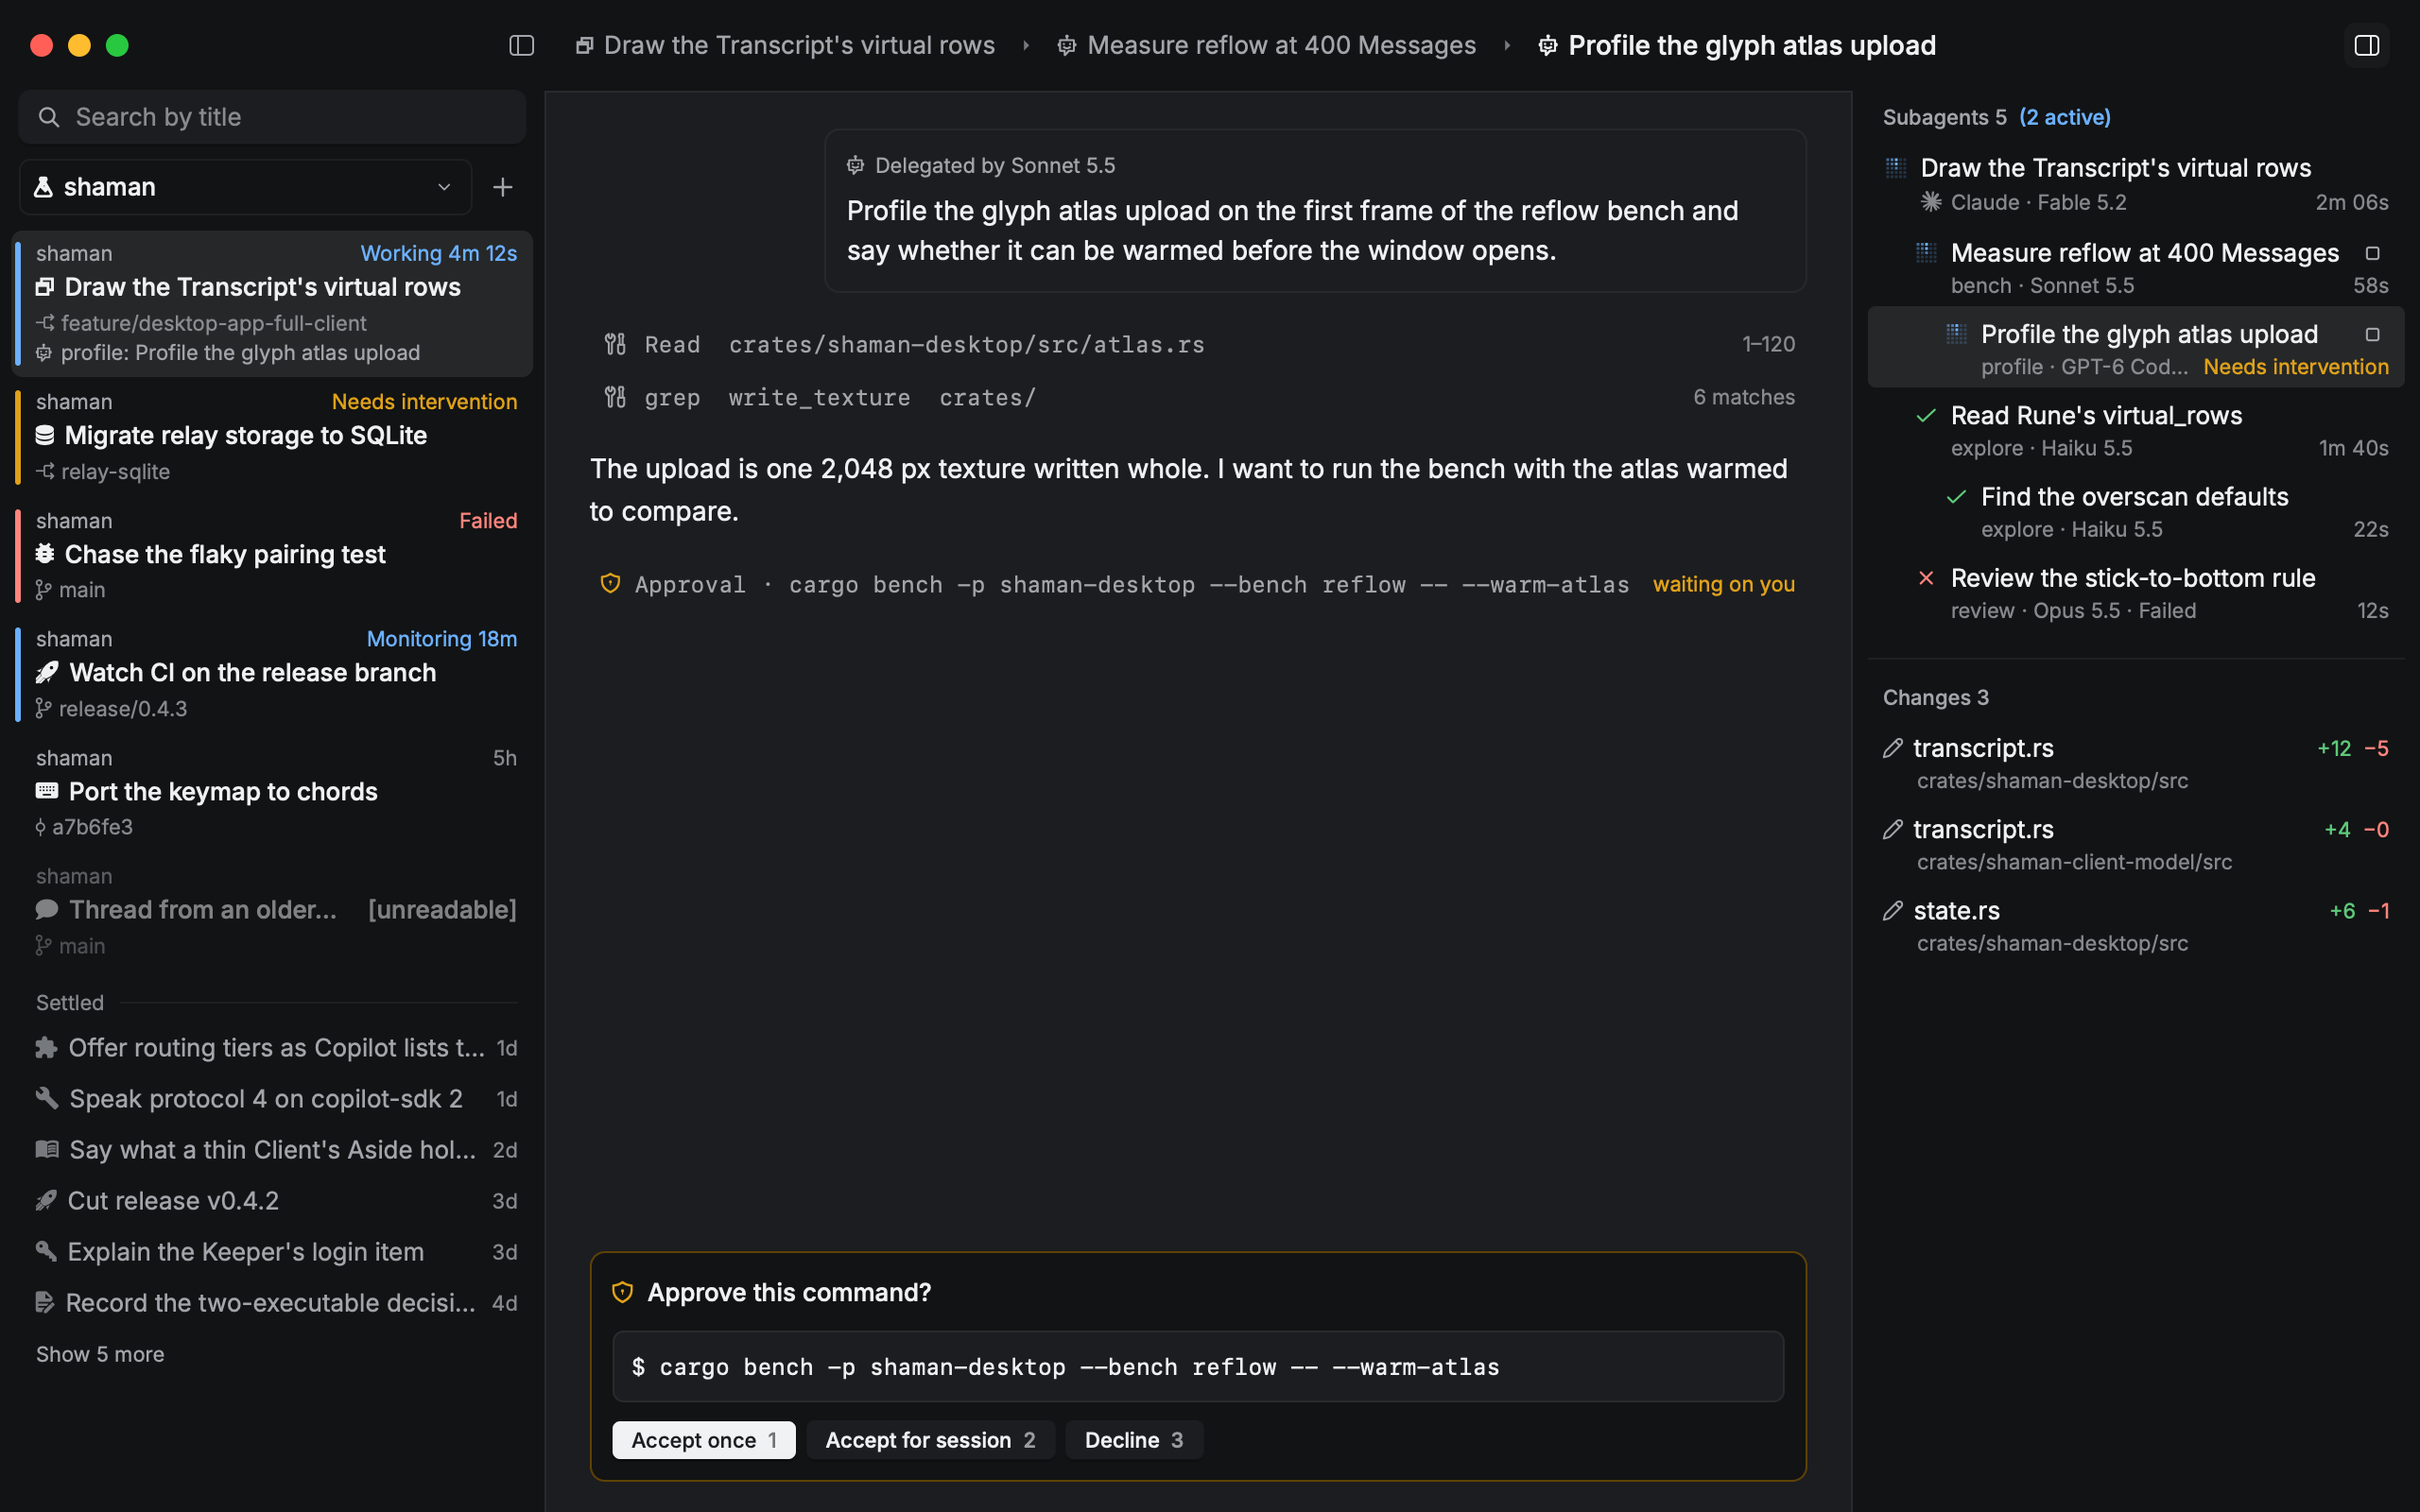 Draw the Transcript's virtual rows
Measure reflow at 400 Messages
Profile the glyph atlas upload
Search by title
shaman
shaman Working 4m 12s
Draw the Transcript's virtual rows
feature/desktop-app-full-client
profile: Profile the glyph atlas upload
shaman Needs intervention
Migrate relay storage to SQLite
relay-sqlite
shaman Failed
Chase the flaky pairing test
main
shaman Monitoring 18m
Watch CI on the release branch
release/0.4.3
shaman 5h
Port the keymap to chords
a7b6fe3
shaman
Thread from an older... [unreadable]
main
Settled
Offer routing tiers as Copilot lists t... 1d
Speak protocol 4 on copilot-sdk 2 1d
Say what a thin Client's Aside hol... 2d
Cut release v0.4.2 3d
Explain the Keeper's login item 3d
Record the two-executable decisi... 4d
Show 5 more
Delegated by Sonnet 5.5
Profile the glyph atlas upload on the first frame of the reflow bench and
say whether it can be warmed before the window opens.
Read crates/shaman-desktop/src/atlas.rs 1–120
grep write_texture crates/ 6 matches
The upload is one 2,048 px texture written whole. I want to run the bench with the atlas warmed
to compare.
Approval · cargo bench -p shaman-desktop --bench reflow -- --warm-atlas waiting on you
Approve this command?
$ cargo bench -p shaman-desktop --bench reflow -- --warm-atlas
Accept once 1 Accept for session 2 Decline 3
Subagents 5 (2 active)
Draw the Transcript's virtual rows
Claude · Fable 5.2 2m 06s
Measure reflow at 400 Messages
bench · Sonnet 5.5 58s
Profile the glyph atlas upload
profile · GPT-6 Cod... Needs intervention
Read Rune's virtual_rows
explore · Haiku 5.5 1m 40s
Find the overscan defaults
explore · Haiku 5.5 22s
Review the stick-to-bottom rule
review · Opus 5.5 · Failed 12s
Changes 3
transcript.rs +12 −5
crates/shaman-desktop/src
transcript.rs +4 −0
crates/shaman-client-model/src
state.rs +6 −1
crates/shaman-desktop/src